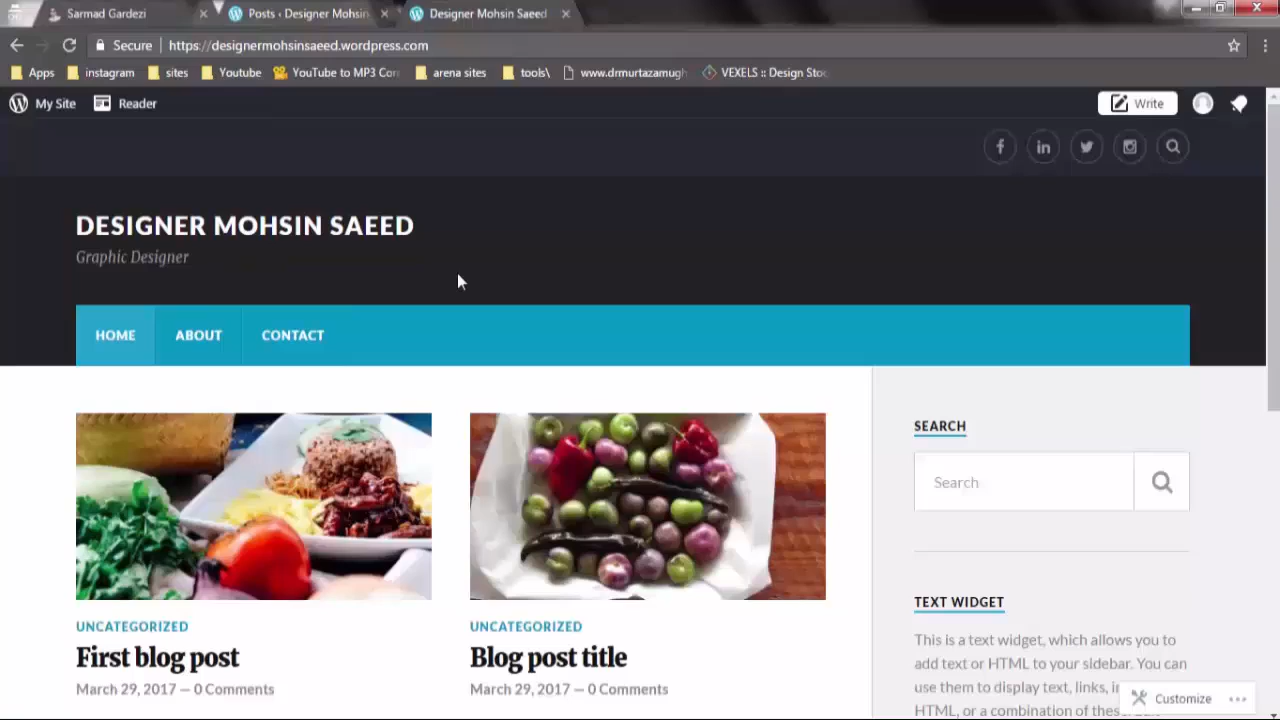 Sarmad Gardezi
Posts ‹ Designer Mohsin
Designer Mohsin Saeed
Secure
https://designermohsinsaeed.wordpress.com
Apps
instagram
sites
Youtube
YouTube to MP3 Con
arena sites
tools\
www.drmurtazamugh
VEXELS :: Design Stoc
My Site
Reader
Write
DESIGNER MOHSIN SAEED
Graphic Designer
HOME
ABOUT
CONTACT
SEARCH
Search
UNCATEGORIZED
First blog post
March 29, 2017 — 0 Comments
UNCATEGORIZED
Blog post title
March 29, 2017 — 0 Comments
TEXT WIDGET
This is a text widget, which allows you to
add text or HTML to your sidebar. You can
use them to display text, links,
HTML, or a combination of these.
Customize